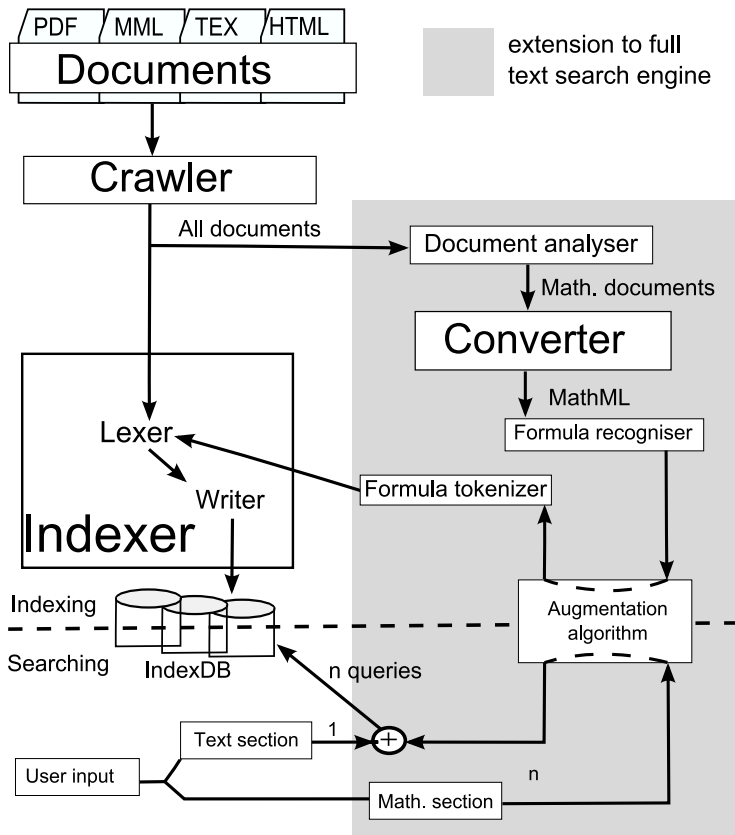 PDF MML TEX HTML
Documents
extension to full
text search engine
Crawler
All documents
Document analyser
Math. documents
Converter
MathML
Formula recogniser
Lexer
Formula tokenizer
Writer
Indexer
Indexing
Augmentation
algorithm
Searching
IndexDB
n queries
1
Text section
+
User input
n
Math. section